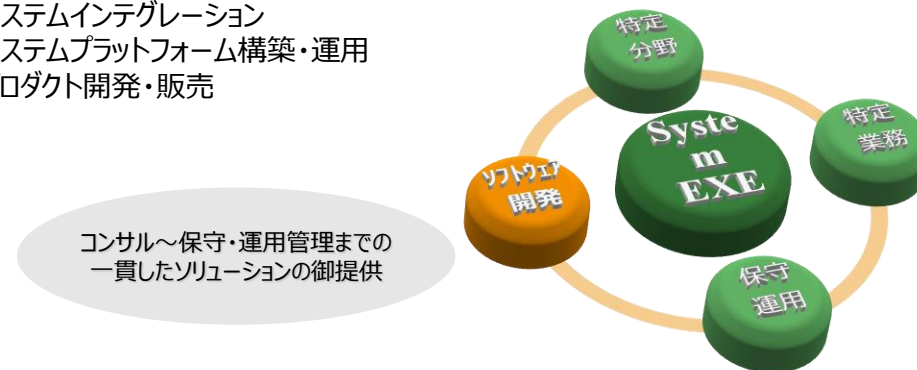 ステムインテグレーション
ステムプラットフォーム構築・運用
ロダクト開発・販売
特定
分野
特定
業務
Syste
m
EXE
ソフトウェア
開発
コンサル～保守・運用管理までの
一貫したソリューションの御提供
保守
運用